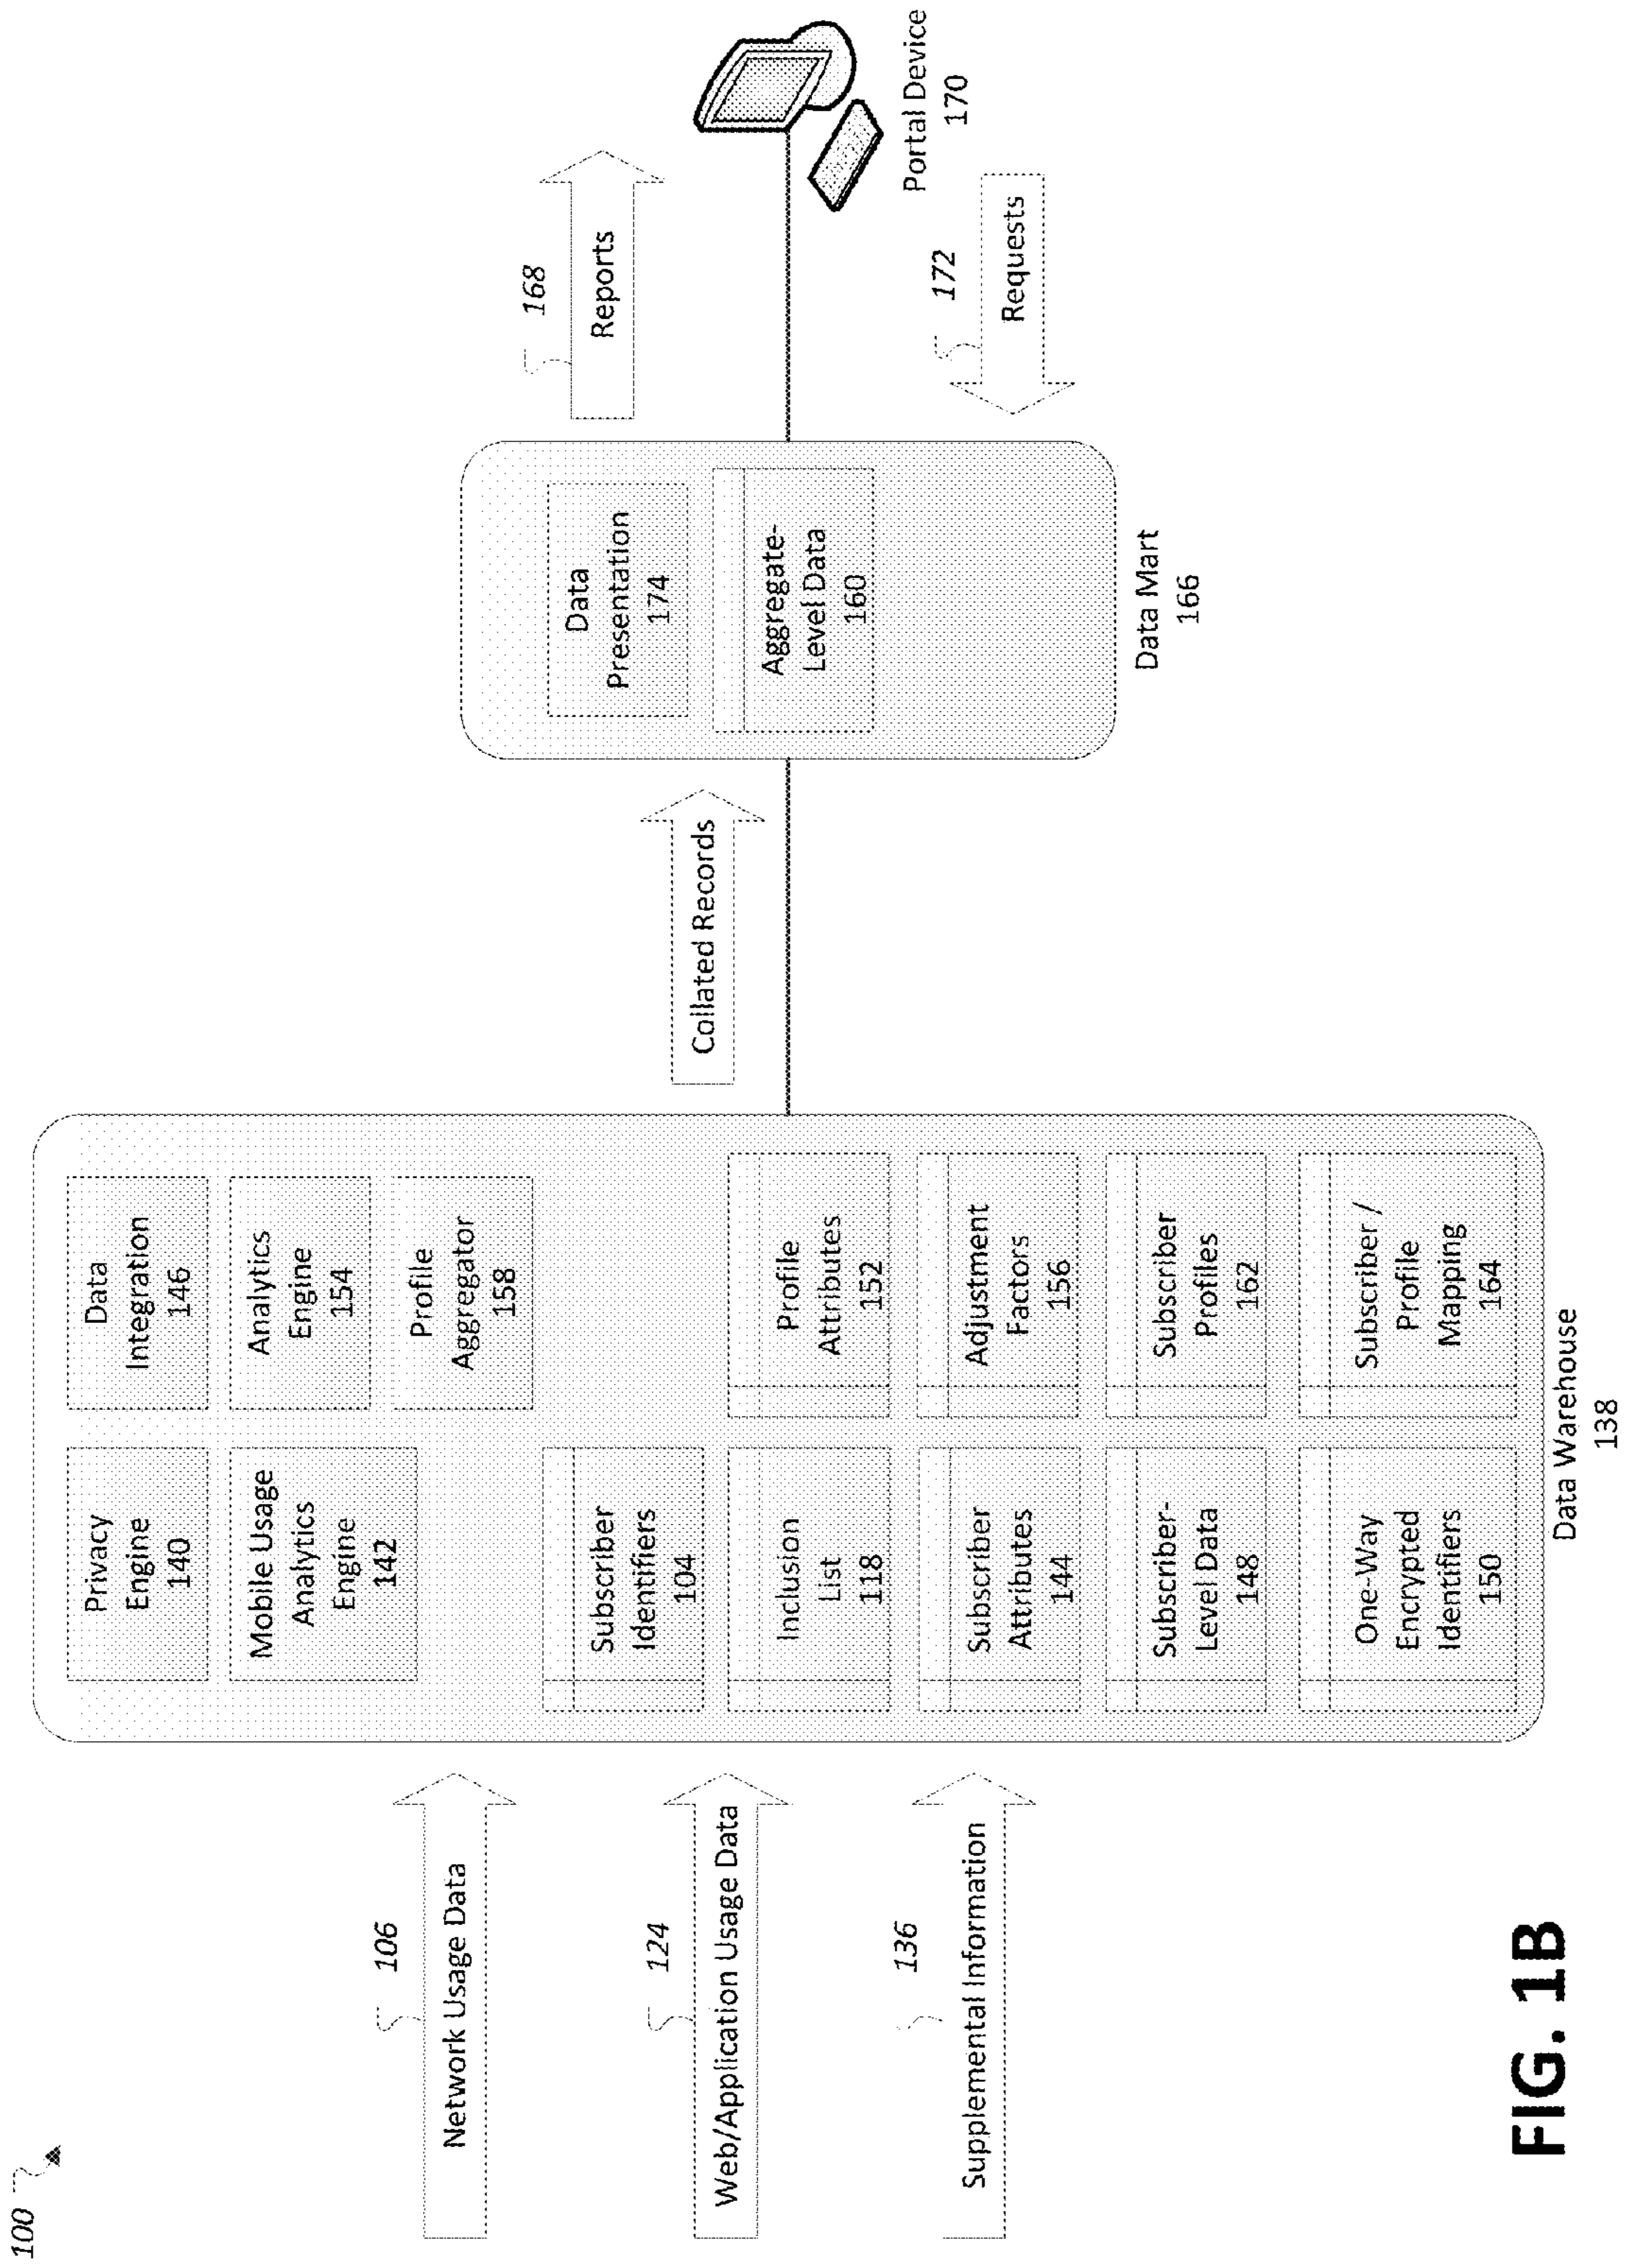 100
106
Network Usage Data
124
Web/Application Usage Data
136
Supplemental Information
Privacy
Engine
140
Data
Integration
146
Mobile Usage
Analytics
Engine
142
Analytics
Engine
154
Profile
Aggregator
158
Subscriber
Identifiers
104
Inclusion
List
118
Profile
Attributes
152
Subscriber
Attributes
144
Adjustment
Factors
156
Subscriber-
Level Data
148
Subscriber
Profiles
162
One-Way
Encrypted
Identifiers
150
Subscriber /
Profile
Mapping
164
Data Warehouse
138
Collated Records
Data
Presentation
174
Aggregate-
Level Data
160
Data Mart
166
168
Reports
Portal Device
170
172
Requests
FIG. 1B